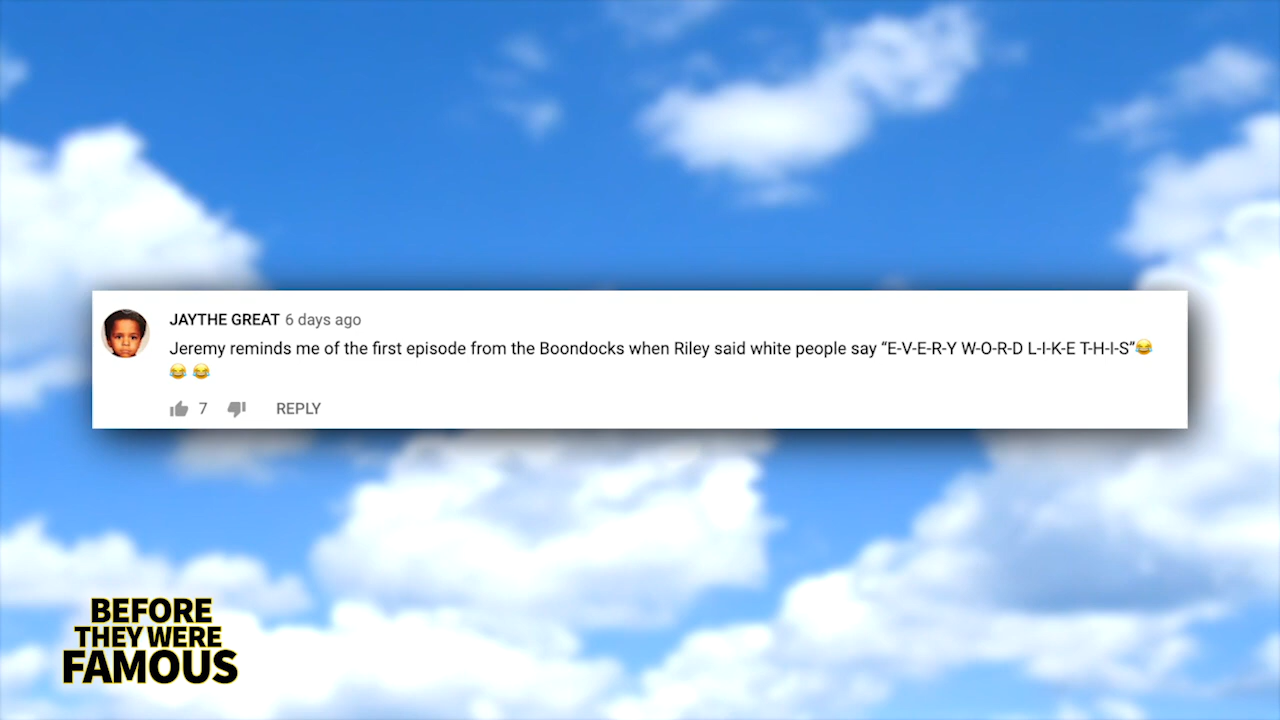 JAYTHE GREAT 6 days ago
Jeremy reminds me of the first episode from the Boondocks when Riley said white people say “E-V-E-R-Y W-O-R-D L-I-K-E T-H-I-S”😂
😂 😂
7 REPLY
BEFORE
THEY WERE
FAMOUS